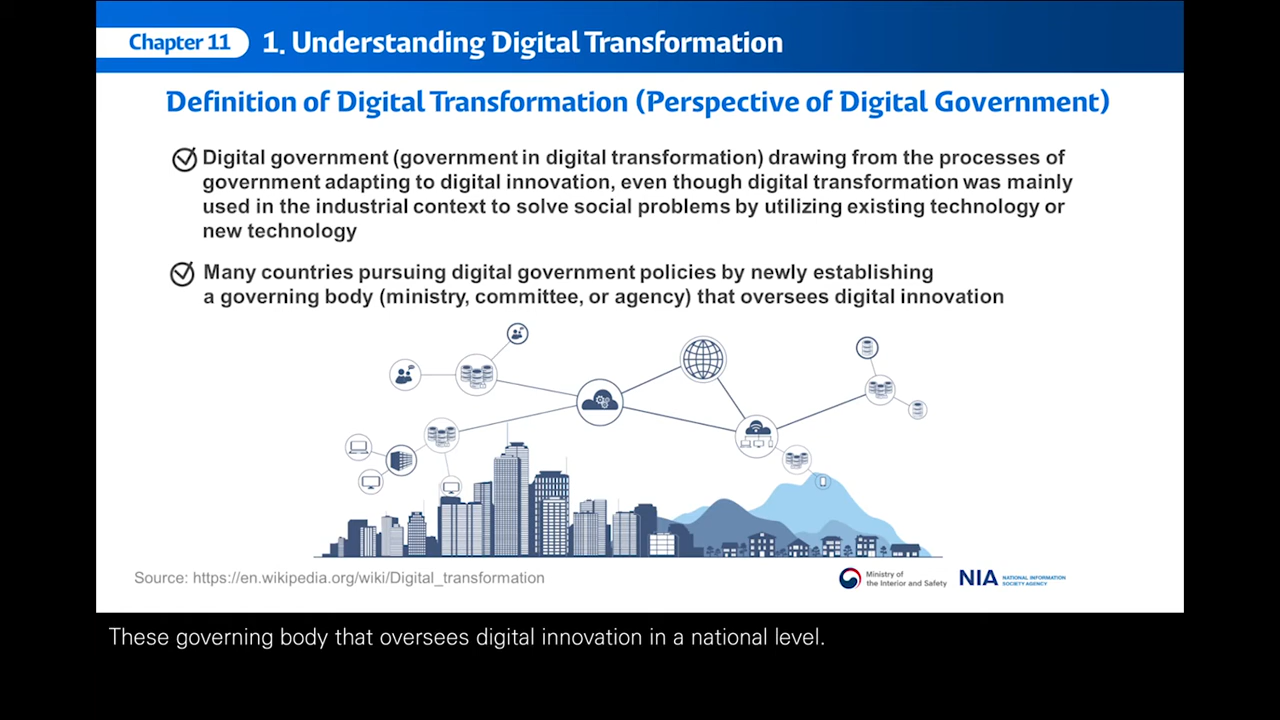 Chapter 11
1. Understanding Digital Transformation
Definition of Digital Transformation (Perspective of Digital Government)
Digital government (government in digital transformation) drawing from the processes of
government adapting to digital innovation, even though digital transformation was mainly
used in the industrial context to solve social problems by utilizing existing technology or
new technology
Many countries pursuing digital government policies by newly establishing
a governing body (ministry, committee, or agency) that oversees digital innovation
Source: https://en.wikipedia.org/wiki/Digital_transformation
Ministry of
the Interior and Safety
NIA
NATIONAL INFORMATION
SOCIETY AGENCY
These governing body that oversees digital innovation in a national level.